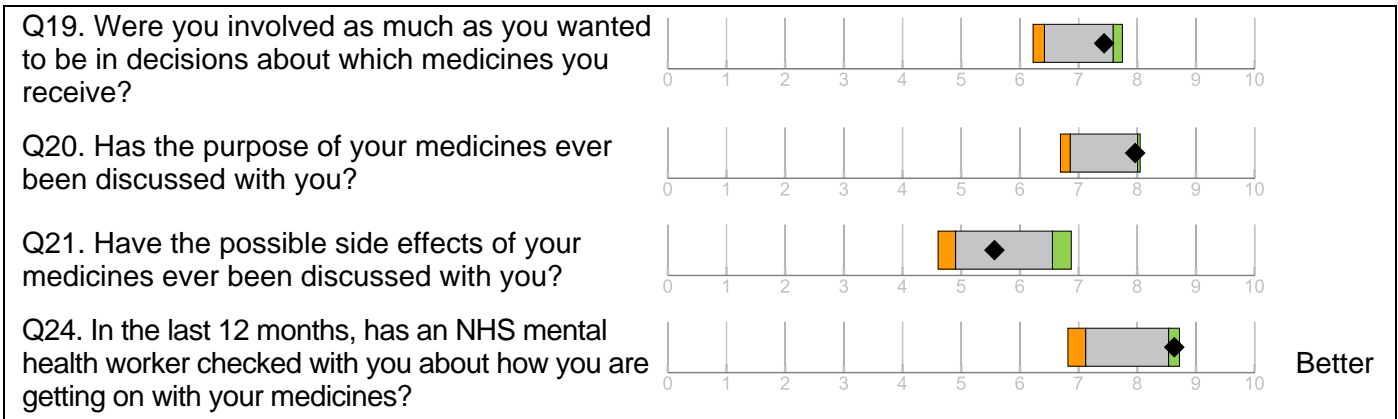 Q19. Were you involved as much as you wanted
to be in decisions about which medicines you
receive?
0 1 2 3 4 5 6 7 8 9 10
Q20. Has the purpose of your medicines ever
been discussed with you?
0 1 2 3 4 5 6 7 8 9 10
Q21. Have the possible side effects of your
medicines ever been discussed with you?
0 1 2 3 4 5 6 7 8 9 10
Q24. In the last 12 months, has an NHS mental
health worker checked with you about how you are
getting on with your medicines?
0 1 2 3 4 5 6 7 8 9 10
Better